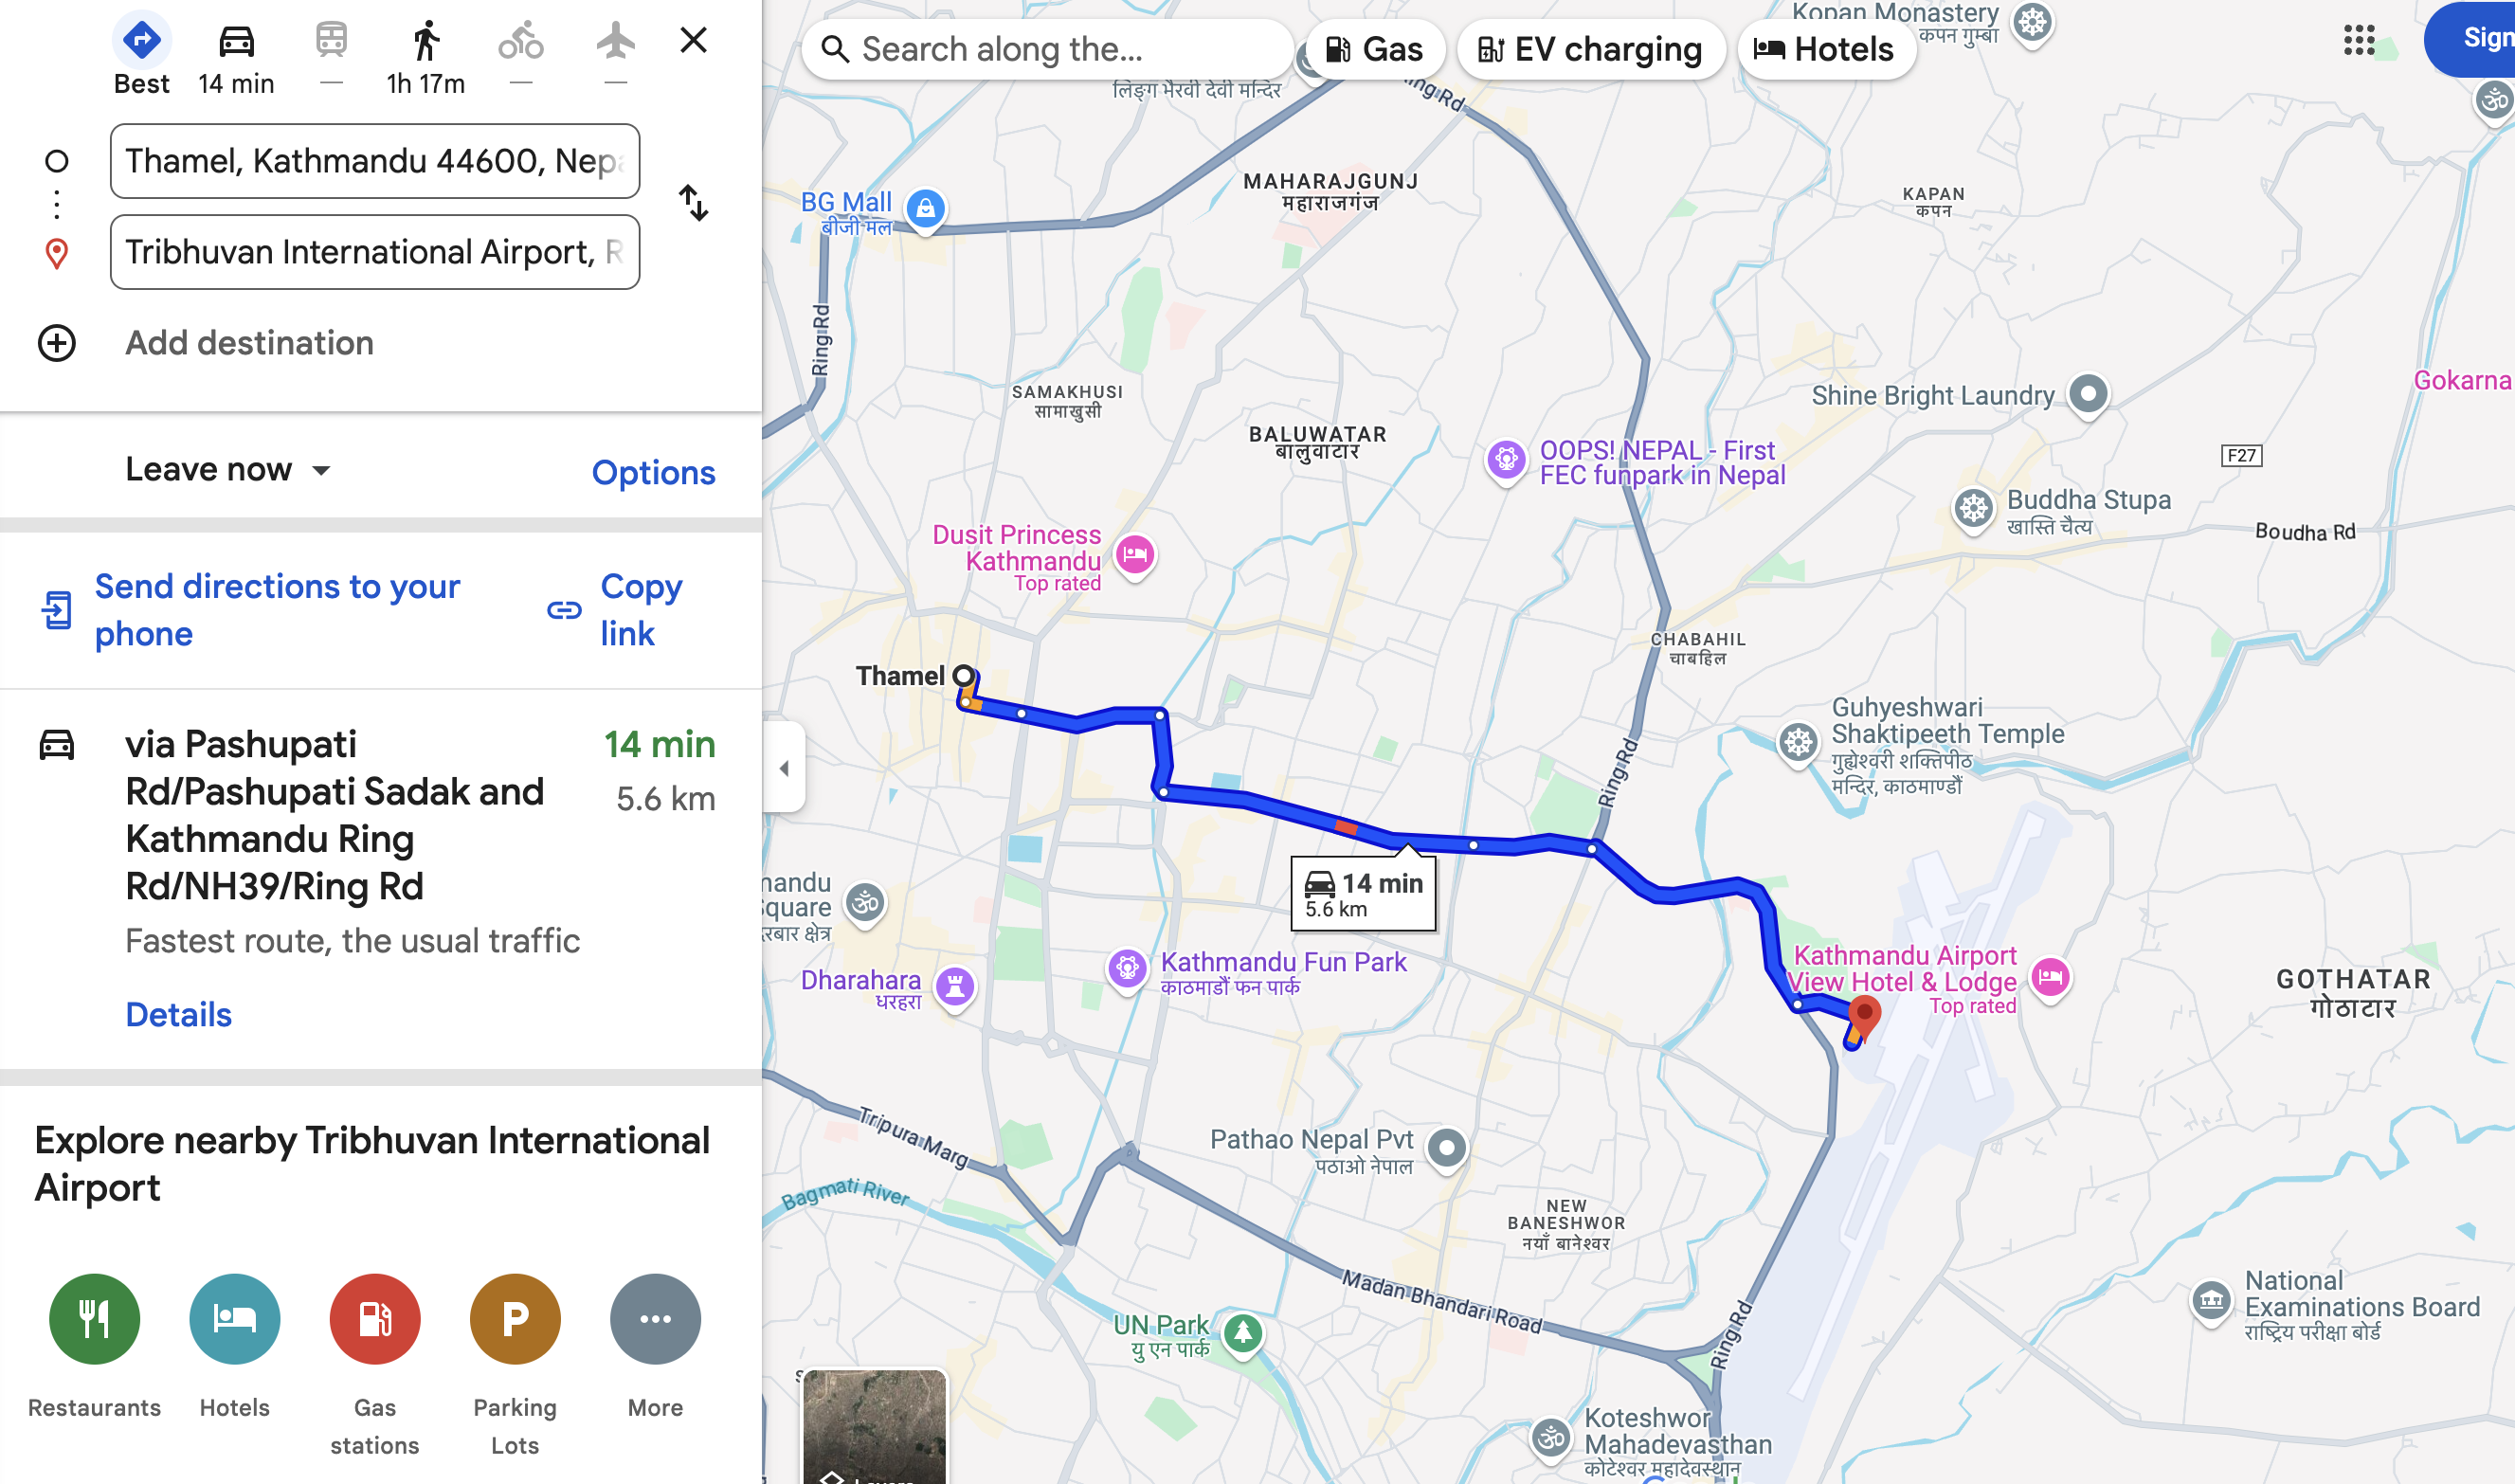 Best
14 min
—
1h 17m
—
—
Thamel, Kathmandu 44600, Nepa
Tribhuvan International Airport, R
Add destination
Leave now
Options
Send directions to your
phone
Copy
link
via Pashupati
Rd/Pashupati Sadak and
Kathmandu Ring
Rd/NH39/Ring Rd
14 min
5.6 km
Fastest route, the usual traffic
Details
Explore nearby Tribhuvan International
Airport
Restaurants
Hotels
Gas
stations
P
Parking
Lots
More
Search along the...
Gas
EV charging
Hotels
Sign
Kopan Monastery
कपन गुम्बा
लिङ्ग भैरवी देवी मन्दिर
Ring Rd
BG Mall
बीजी मल
MAHARAJGUNJ
महाराजगंज
KAPAN
कपन
Ring Rd
SAMAKHUSI
सामाखुसी
BALUWATAR
बालुवाटार
Shine Bright Laundry
Gokarna
OOPS! NEPAL - First
FEC funpark in Nepal
F27
Buddha Stupa
खास्ति चैत्य
Boudha Rd
Dusit Princess
Kathmandu
Top rated
CHABAHIL
चाबहिल
Thamel
Guhyeshwari
Shaktipeeth Temple
गुह्येश्वरी शक्तिपीठ
मन्दिर, काठमाण्डौं
Ring Rd
14 min
5.6 km
mandu
Square
दरबार क्षेत्र
Kathmandu Airport
View Hotel & Lodge
Top rated
Kathmandu Fun Park
काठमाडौं फन पार्क
Dharahara
धरहरा
GOTHATAR
गोठाटार
Tripura Marg
Pathao Nepal Pvt
पठाओ नेपाल
Bagmati River
NEW
BANESHWOR
नयाँ बानेश्वर
Madan Bhandari Road
National
Examinations Board
राष्ट्रिय परीक्षा बोर्ड
UN Park
यु एन पार्क
Ring Rd
Koteshwor
Mahadevasthan
कोटेश्वर महादेवस्थान